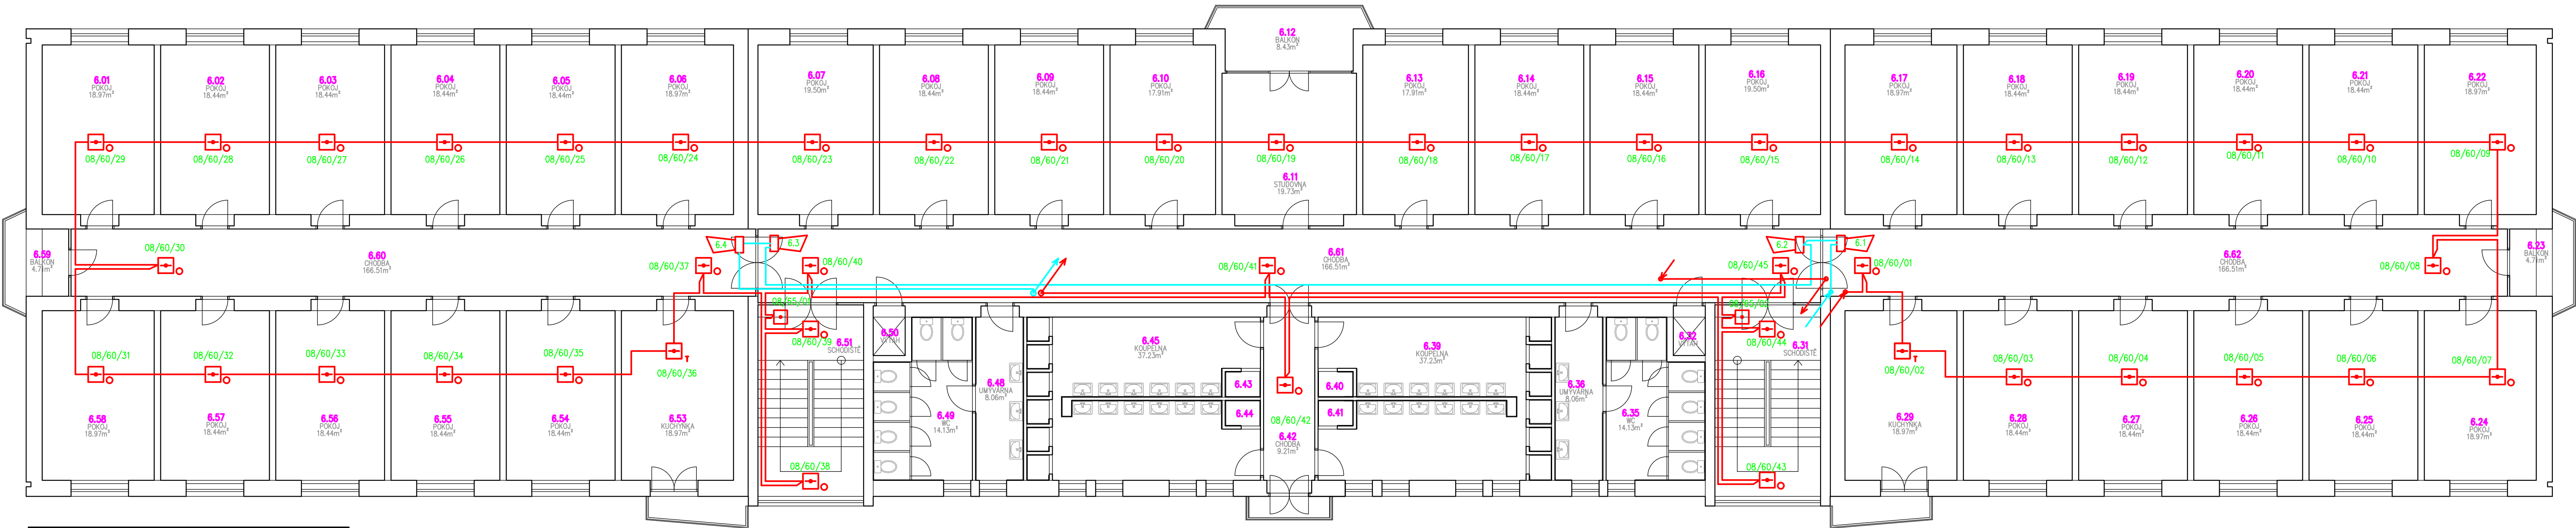 6.12
BALKON
8.43m²
6.01
POKOJ
18.97m²
6.02
POKOJ
18.44m²
6.03
POKOJ
18.44m²
6.04
POKOJ
18.44m²
6.05
POKOJ
18.44m²
6.06
POKOJ
18.97m²
6.07
POKOJ
19.50m²
6.08
POKOJ
18.44m²
6.09
POKOJ
18.44m²
6.10
POKOJ
17.91m²
6.13
POKOJ
17.91m²
6.14
POKOJ
18.44m²
6.15
POKOJ
18.44m²
6.16
POKOJ
19.50m²
6.17
POKOJ
18.97m²
6.18
POKOJ
18.44m²
6.19
POKOJ
18.44m²
6.20
POKOJ
18.44m²
6.21
POKOJ
18.44m²
6.22
POKOJ
18.97m²
08/60/29
08/60/28
08/60/27
08/60/26
08/60/25
08/60/24
08/60/23
08/60/22
08/60/21
08/60/20
08/60/19
08/60/18
08/60/17
08/60/16
08/60/15
08/60/14
08/60/13
08/60/12
08/60/11
08/60/10
08/60/09
6.11
STUDOVNA
19.73m²
6.59
BALKON
4.71m²
08/60/30
6.60
CHODBA
166.51m²
08/60/37
6.4
6.3
08/60/40
08/60/41
6.61
CHODBA
166.51m²
08/60/45
6.2
6.1
08/60/01
08/60/08
6.62
CHODBA
166.51m²
6.23
BALKON
4.71m²
08/60/31
08/60/32
08/60/33
08/60/34
08/60/35
T
08/60/36
08/60/39
6.51
SCHODIŠTĚ
6.50
VÝTAH
6.45
KOUPELNA
37.23m²
6.39
KOUPELNA
37.23m²
6.32
VÝTAH
08/60/44
6.31
SCHODIŠTĚ
T
08/60/02
08/60/03
08/60/04
08/60/05
08/60/06
08/60/07
6.48
UMÝVÁRNA
8.06m²
6.43
6.40
6.36
UMÝVÁRNA
8.06m²
6.58
POKOJ
18.97m²
6.57
POKOJ
18.44m²
6.56
POKOJ
18.44m²
6.55
POKOJ
18.44m²
6.54
POKOJ
18.44m²
6.53
KUCHYŇKA
18.97m²
6.49
WC
14.13m²
6.44
08/60/42
6.41
6.42
CHODBA
9.21m²
6.35
WC
14.13m²
6.29
KUCHYŇKA
18.97m²
6.28
POKOJ
18.44m²
6.27
POKOJ
18.44m²
6.26
POKOJ
18.44m²
6.25
POKOJ
18.44m²
6.24
POKOJ
18.97m²
08/60/38
08/60/43